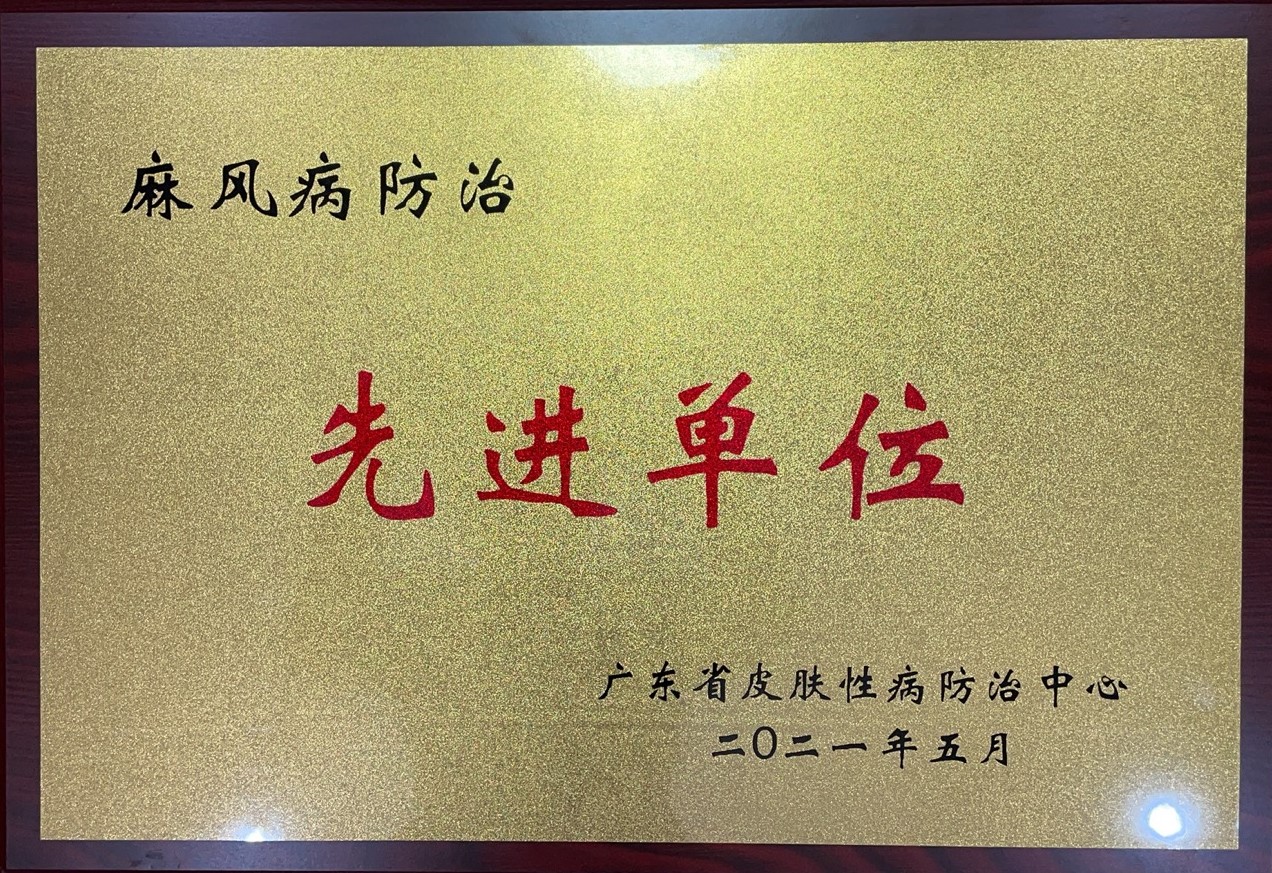 麻风病防治
先进单位
广东省皮肤性病防治中心
二〇二一年五月